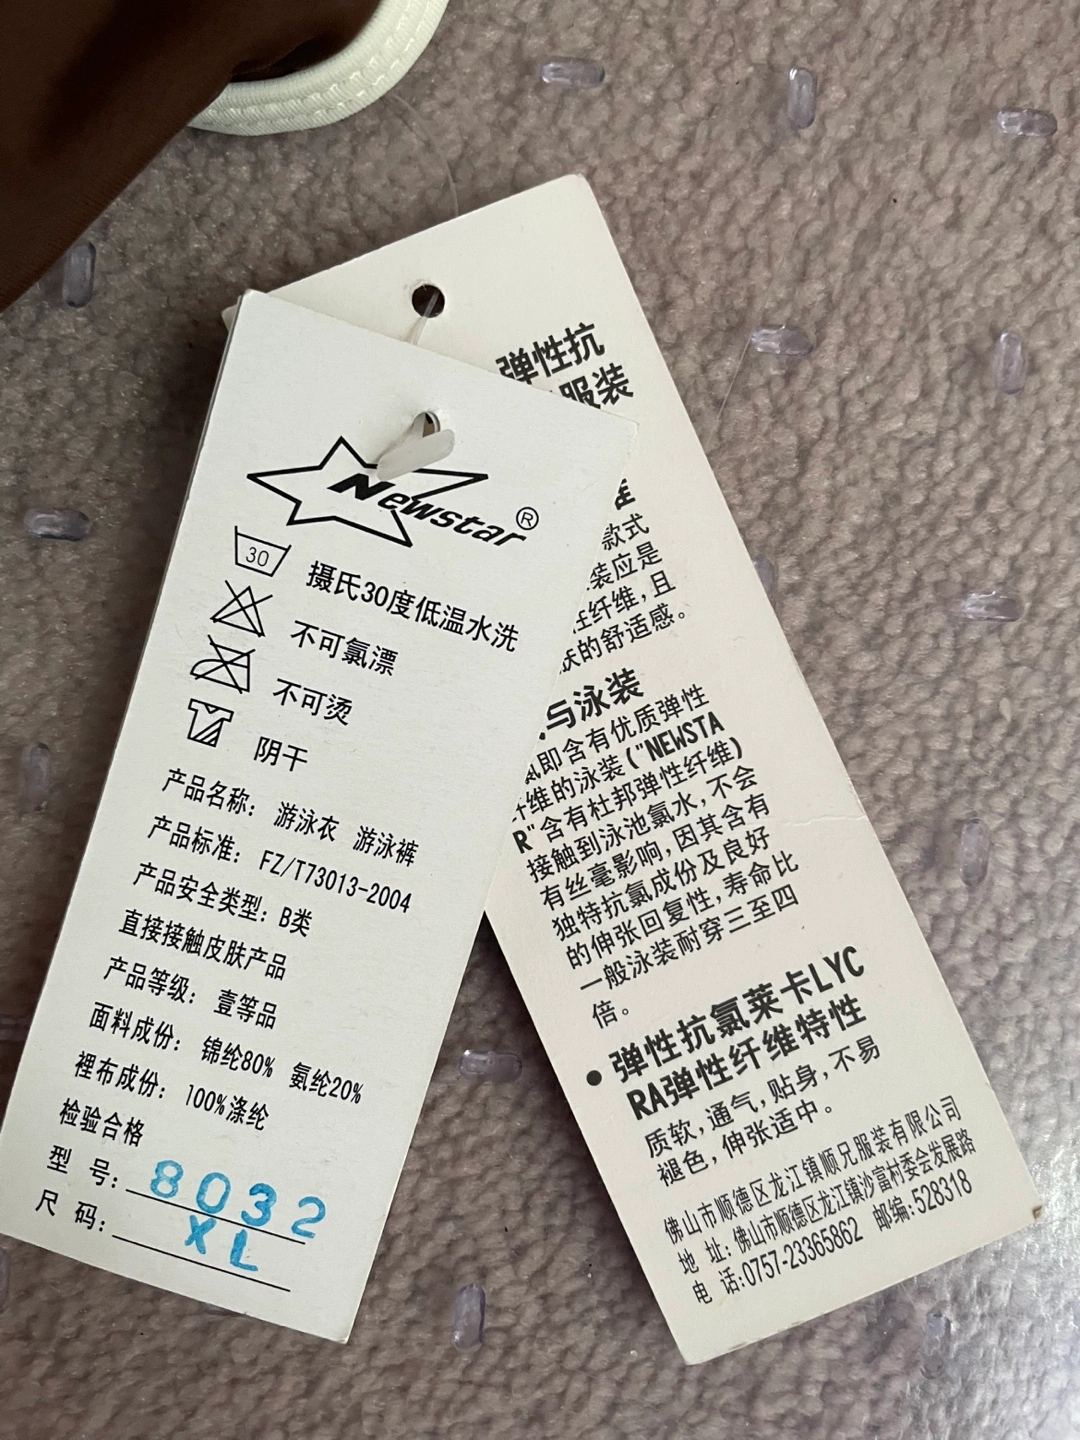 Newstar®
30
摄氏30度低温水洗
不可氯漂
不可烫
阴干
产品名称: 游泳衣 游泳裤
产品标准: FZ/T73013-2004
产品安全类型: B类
直接接触皮肤产品
产品等级: 壹等品
面料成份: 锦纶80% 氨纶20%
裡布成份: 100%涤纶
检验合格
型 号: 8032
尺 码: XL
弹性抗
服装
款式
装应是
纤维,且
的舒适感。
与泳装
即含有优质弹性
纤维的泳装("NEWSTA
R"含有杜邦弹性纤维)
接触到泳池氯水,不会
有丝毫影响,因其含有
独特抗氯成份及良好
的伸张回复性,寿命比
一般泳装耐穿三至四
倍。
• 弹性抗氯莱卡LYC
RA弹性纤维特性
质软,通气,贴身,不易
褪色,伸张适中。
佛山市顺德区龙江镇顺兄服装有限公司
地 址: 佛山市顺德区龙江镇沙富村委会发展路
电 话:0757-23365862 邮编:528318